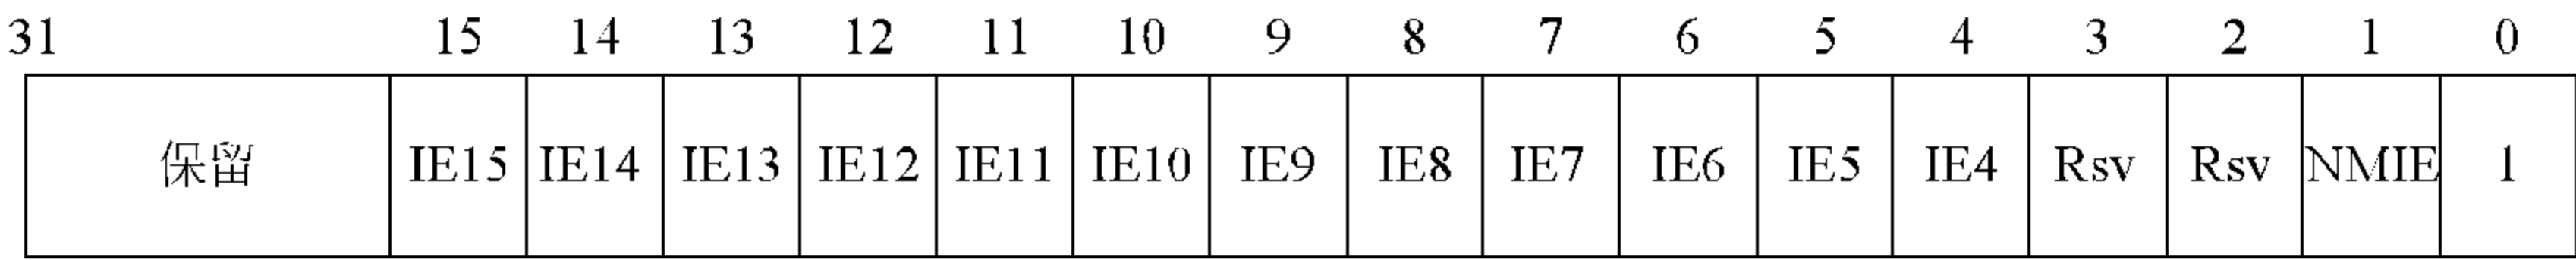 31 15 14 13 12 11 10 9 8 7 6 5 4 3 2 1 0
保留 IE15 IE14 IE13 IE12 IE11 IE10 IE9 IE8 IE7 IE6 IE5 IE4 Rsv Rsv NMIE 1